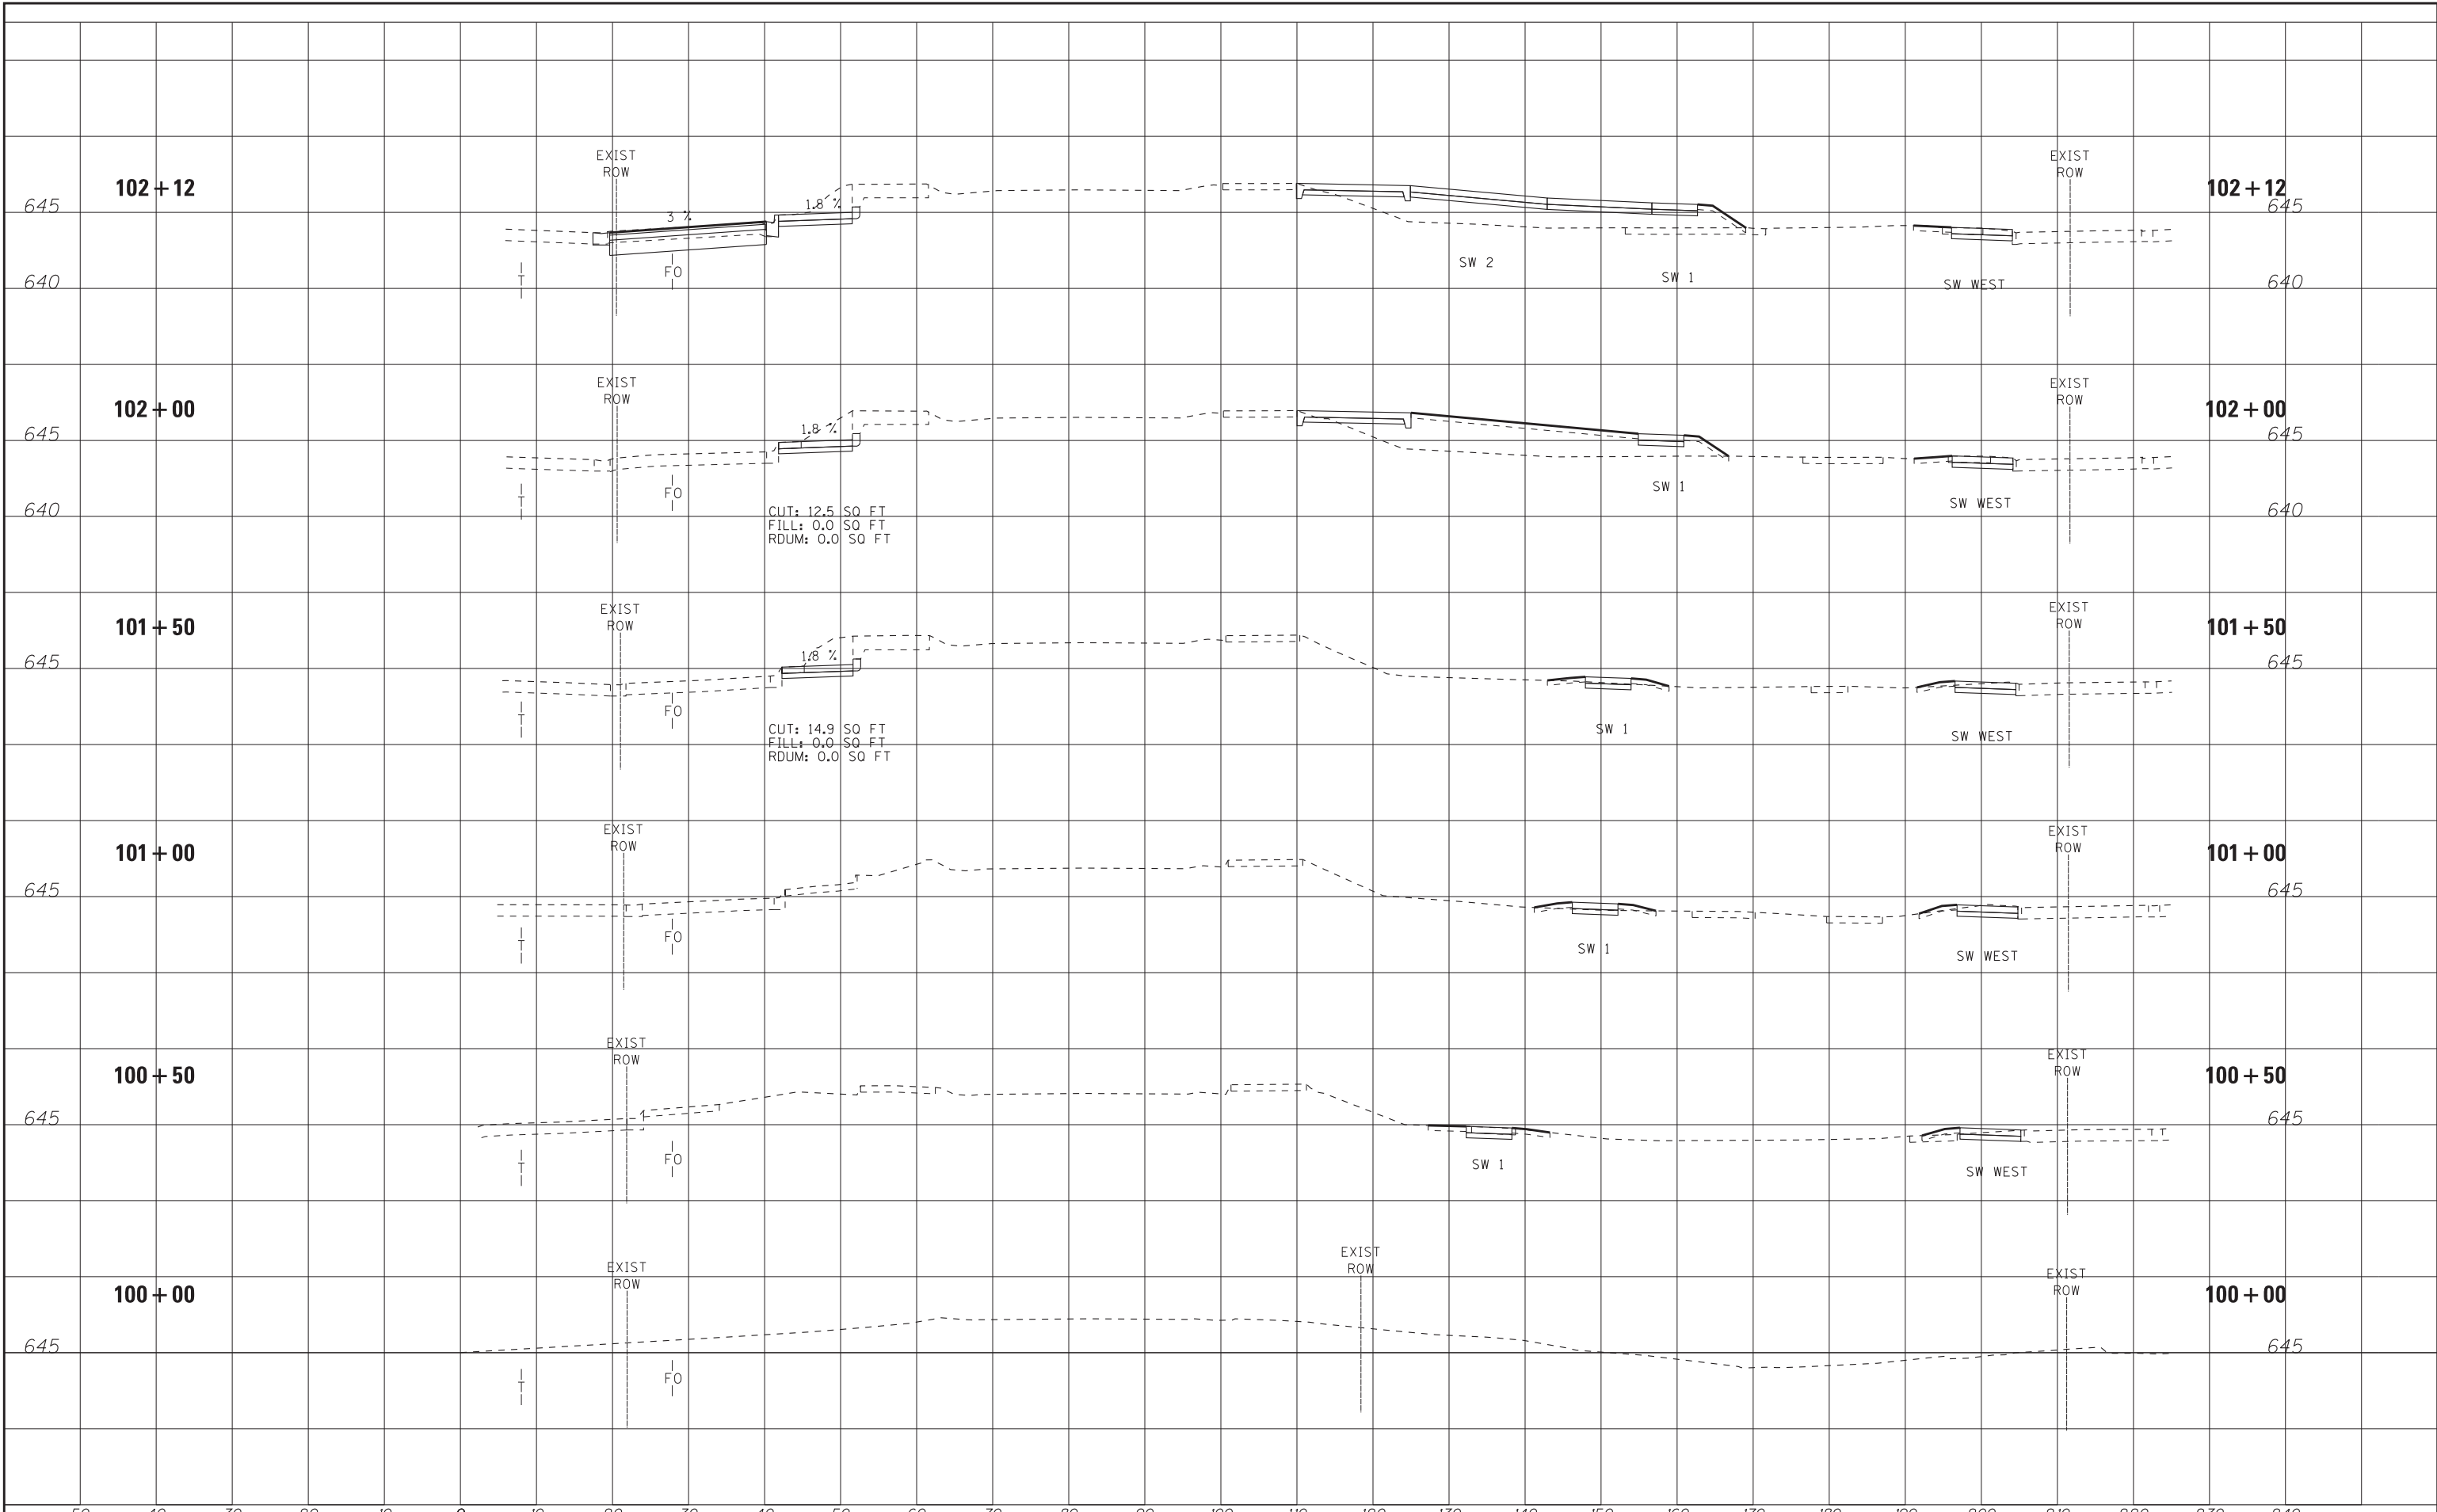 EXIST
ROW
EXIST
ROW
102+12
102+12
645
3 %
1.8 %
645
640
T
FO
SW 2
SW 1
SW WEST
640
EXIST
ROW
EXIST
ROW
102+00
102+00
645
1.8 %
645
640
T
FO
SW 1
SW WEST
640
CUT: 12.5 SQ FT
FILL: 0.0 SQ FT
RDUM: 0.0 SQ FT
EXIST
ROW
EXIST
ROW
101+50
101+50
645
1.8 %
645
T
FO
SW 1
SW WEST
CUT: 14.9 SQ FT
FILL: 0.0 SQ FT
RDUM: 0.0 SQ FT
EXIST
ROW
EXIST
ROW
101+00
101+00
645
645
T
FO
SW 1
SW WEST
EXIST
ROW
EXIST
ROW
100+50
100+50
645
645
T
FO
SW 1
SW WEST
EXIST
ROW
EXIST
ROW
EXIST
ROW
100+00
100+00
645
645
T
FO